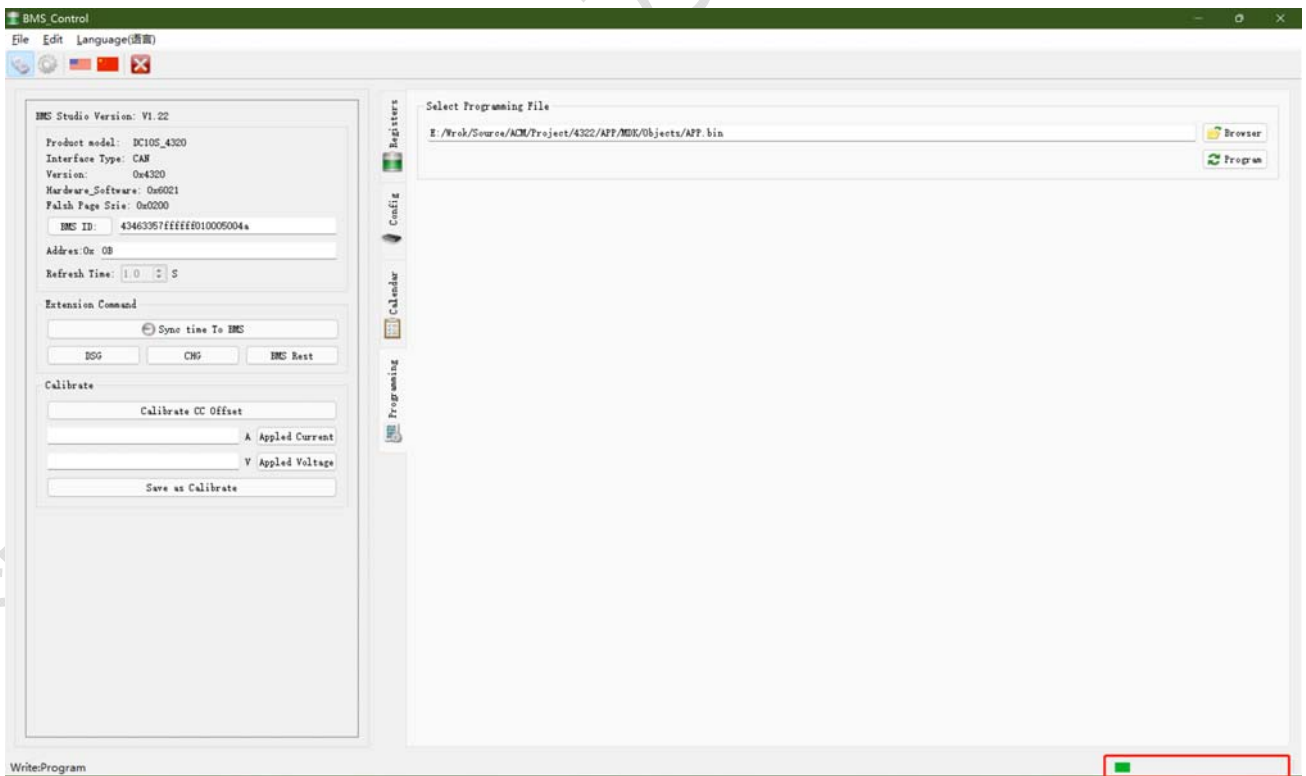 BMS_Control
File Edit Language(语言)
BMS Studio Version: V1.22
Product model: DC10S_4320
Interface Type: CAN
Version: 0x4320
Hardware_Software: 0x6021
Falsh Page Srie: 0x0200
BMS ID: 43463357ffffff010005004a
Addres:0x 0B
Refresh Time: 1.0 S
Extension Command
Sync time To BMS
DSG CHG BMS Rest
Calibrate
Calibrate CC Offset
A Appled Current
V Appled Voltage
Save as Calibrate
Registers
Config
Calendar
Programming
Select Programming File
E:/Wrok/Source/ACM/Project/4322/APP/MDK/Objects/APP.bin
Browser
Program
Write:Program